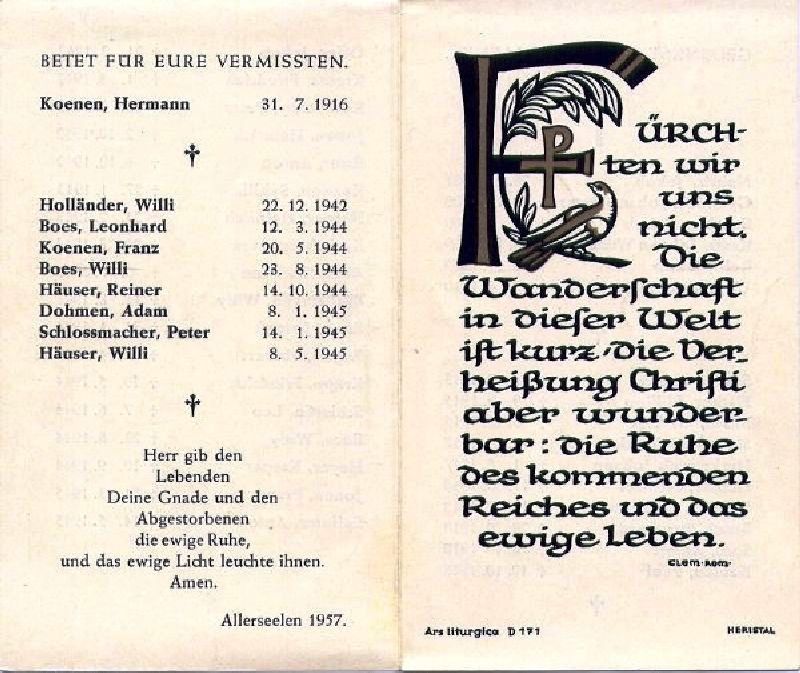 BETET FÜR EURE VERMISSTEN.
Koenen, Hermann 31. 7. 1916
†
Holländer, Willi 22. 12. 1942
Boes, Leonhard 12. 3. 1944
Koenen, Franz 20. 5. 1944
Boes, Willi 23. 8. 1944
Häuser, Reiner 14. 10. 1944
Dohmen, Adam 8. 1. 1945
Schlossmacher, Peter 14. 1. 1945
Häuser, Willi 8. 5. 1945
†
Herr gib den
Lebenden
Deine Gnade und den
Abgestorbenen
die ewige Ruhe,
und das ewige Licht leuchte ihnen.
Amen.
Allerseelen 1957.
FÜRCH-
ten wir
uns
nicht.
Die
Wanderſchaft
in dieſer Welt
iſt kurz, die Ver-
heißung Chriſti
aber wunder-
bar: die Ruhe
des kommenden
Reiches und das
ewige Leben.
Clem. Rom.
Ars liturgica D 171 HERISTAL